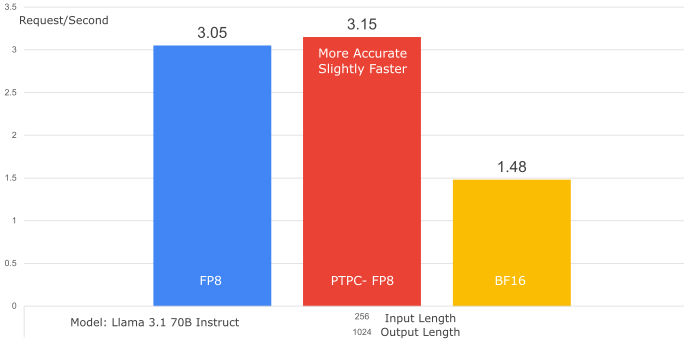 3.5
Request/Second
3
2.5
2
1.5
1
0.5
0
3.05
3.15
1.48
More Accurate
Slightly Faster
FP8
PTPC- FP8
BF16
Model: Llama 3.1 70B Instruct
256 Input Length
1024 Output Length